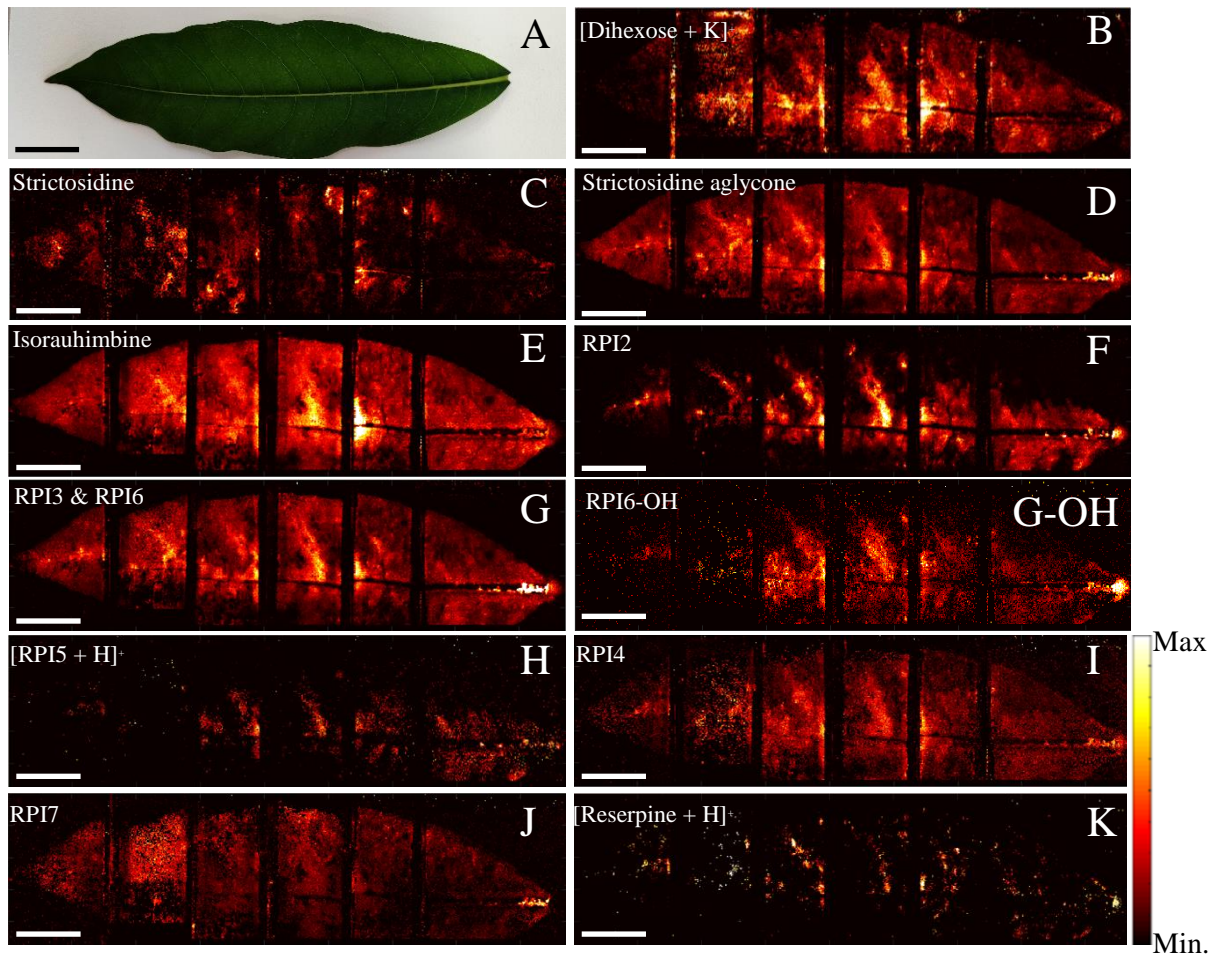 A
[Dihexose + K]
B
Strictosidine
C
Strictosidine aglycone
D
Isorauhimbine
E
RPI2
F
RPI3 & RPI6
G
RPI6-OH
G-OH
[RPI5 + H]⁺
H
RPI4
I
Max
RPI7
J
[Reserpine + H]⁺
K
Min.